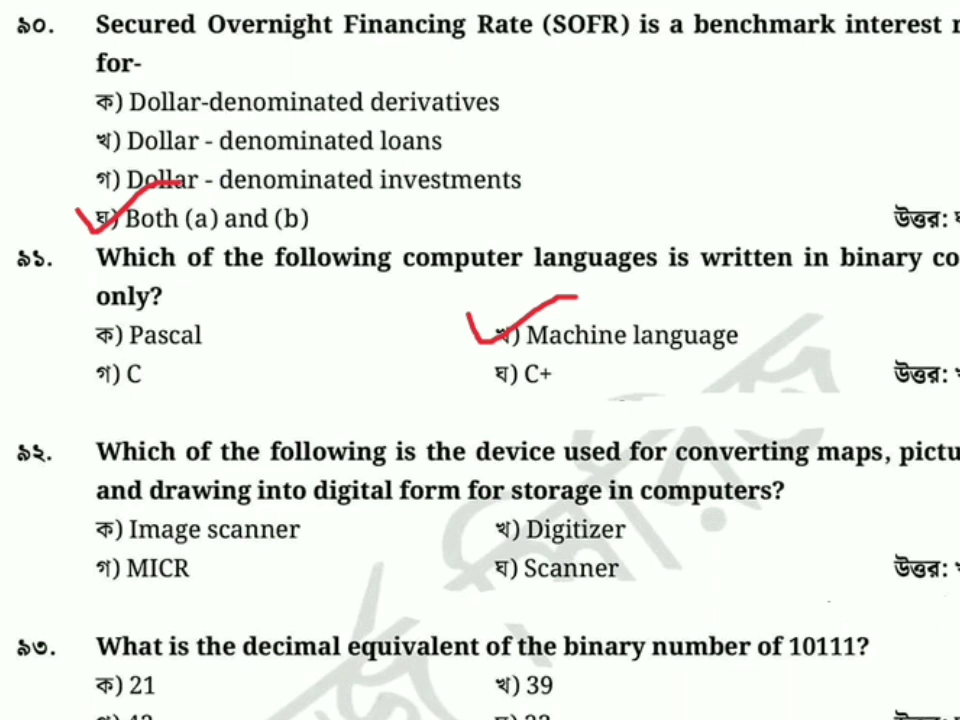 ৯০. Secured Overnight Financing Rate (SOFR) is a benchmark interest
for-
ক) Dollar-denominated derivatives
খ) Dollar - denominated loans
গ) Dollar - denominated investments
ঘ) Both (a) and (b) উত্তর:
৯১. Which of the following computer languages is written in binary co
only?
ক) Pascal খ) Machine language
গ) C ঘ) C+ উত্তর:
৯২. Which of the following is the device used for converting maps, pictu
and drawing into digital form for storage in computers?
ক) Image scanner খ) Digitizer
গ) MICR ঘ) Scanner উত্তর:
৯৩. What is the decimal equivalent of the binary number of 10111?
ক) 21 খ) 39